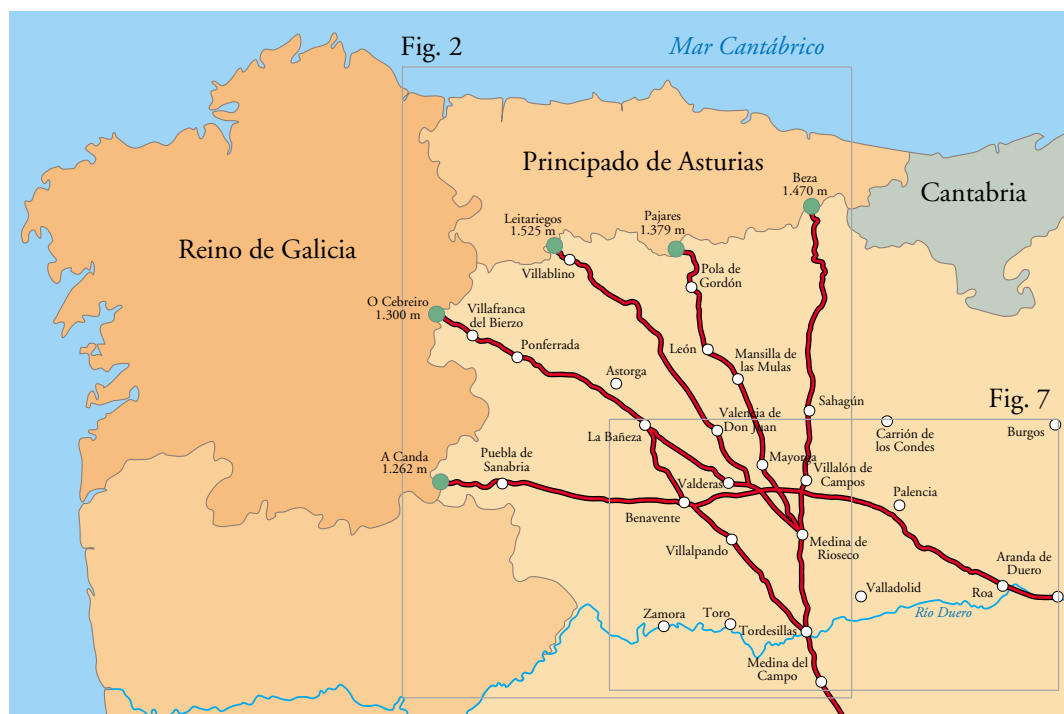 Fig. 2
Mar Cantábrico
Principado de Asturias
Beza
1.470 m
Cantabria
Reino de Galicia
Leitariegos
1.525 m
Pajares
1.379 m
Villablino
Pola de
Gordón
O Cebreiro
1.300 m
Villafranca
del Bierzo
Ponferrada
León
Mansilla de
las Mulas
Astorga
Sahagún
Fig. 7
Valencia de
Don Juan
La Bañeza
Carrión de
los Condes
Burgos
A Canda
1.262 m
Puebla de
Sanabria
Mayorga
Villalón de
Campos
Valderas
Palencia
Benavente
Villalpando
Medina de
Rioseco
Aranda de
Duero
Roa
Valladolid
Río Duero
Zamora
Toro
Tordesillas
Medina del
Campo